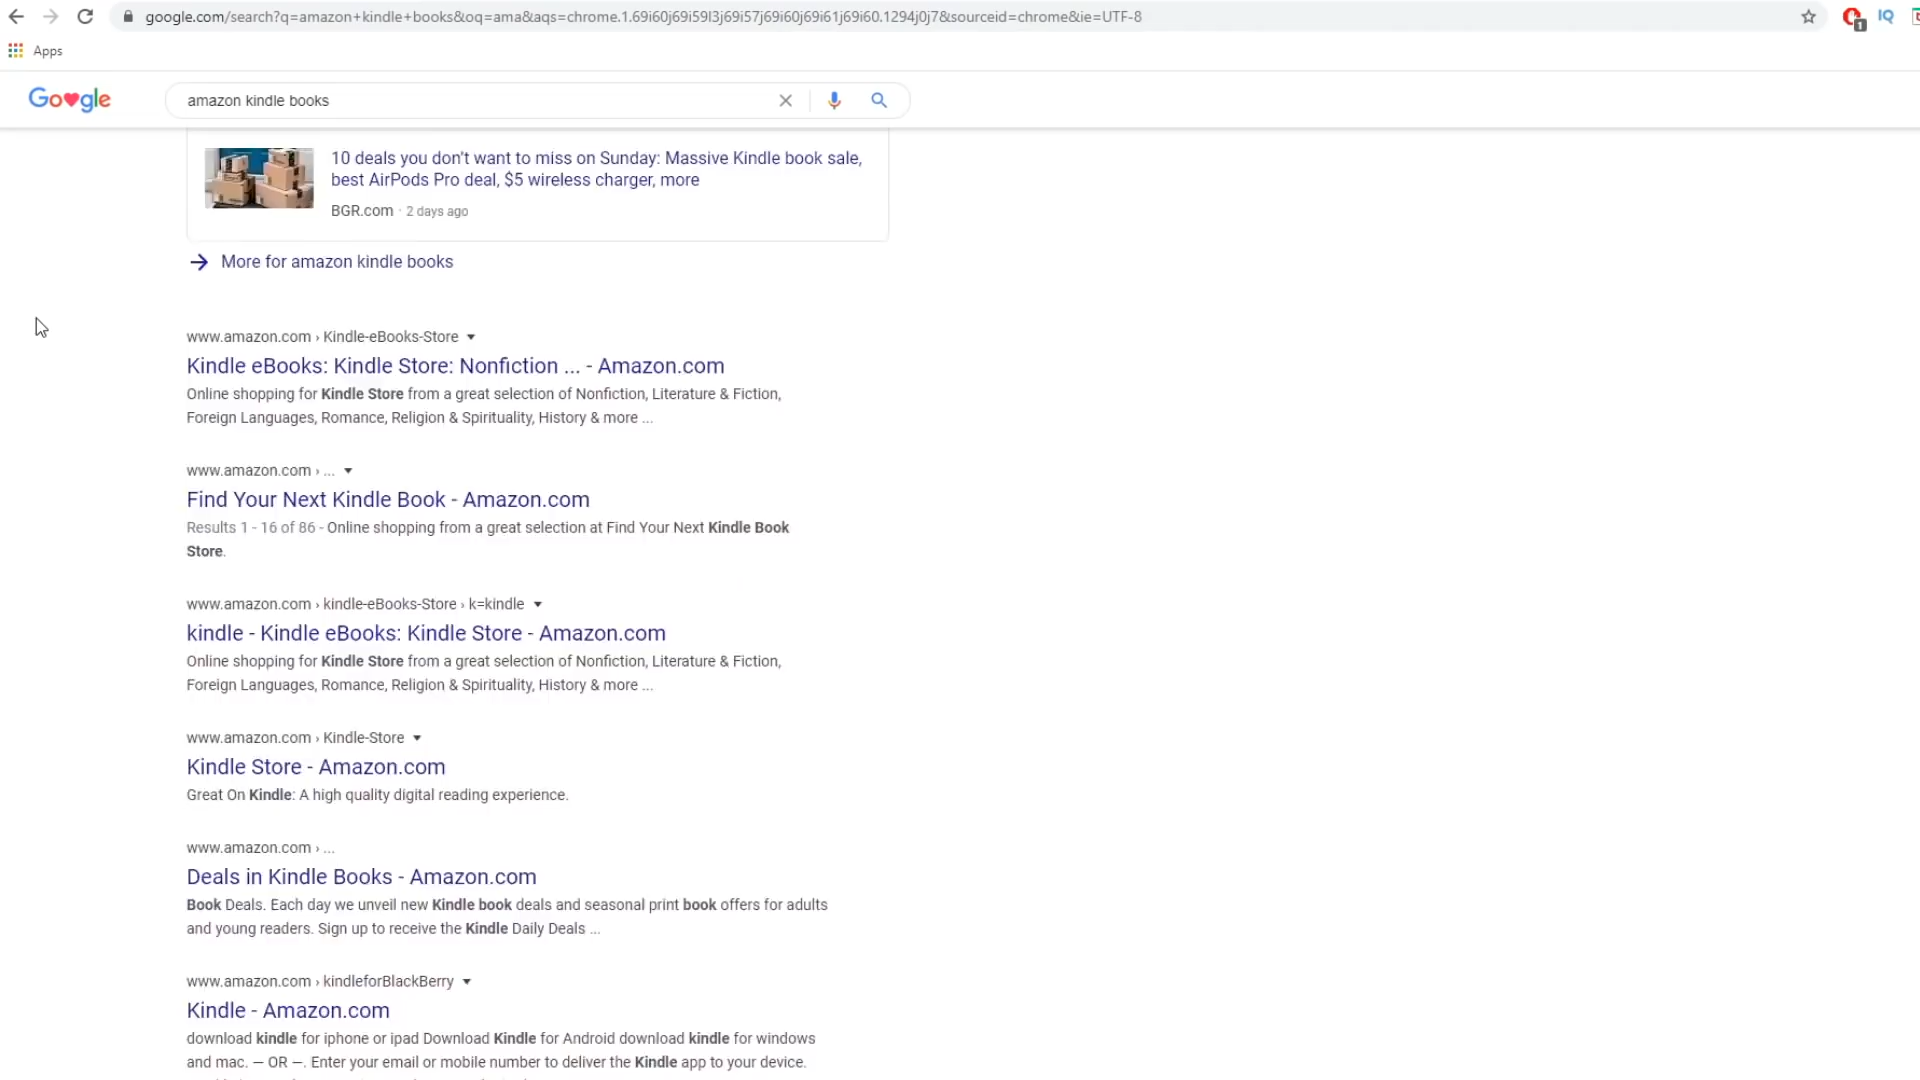 google.com/search?q=amazon+kindle+books&oq=ama&aqs=chrome.1.69i60j69i59l3j69i57j69i60j69i61j69i60.1294j0j7&sourceid=chrome&ie=UTF-8
1
IQ
Apps
Google
amazon kindle books
10 deals you don't want to miss on Sunday: Massive Kindle book sale,
best AirPods Pro deal, $5 wireless charger, more
BGR.com · 2 days ago
More for amazon kindle books
www.amazon.com › Kindle-eBooks-Store
Kindle eBooks: Kindle Store: Nonfiction ... - Amazon.com
Online shopping for Kindle Store from a great selection of Nonfiction, Literature & Fiction,
Foreign Languages, Romance, Religion & Spirituality, History & more ...
www.amazon.com › ...
Find Your Next Kindle Book - Amazon.com
Results 1 - 16 of 86 - Online shopping from a great selection at Find Your Next Kindle Book
Store.
www.amazon.com › kindle-eBooks-Store › k=kindle
kindle - Kindle eBooks: Kindle Store - Amazon.com
Online shopping for Kindle Store from a great selection of Nonfiction, Literature & Fiction,
Foreign Languages, Romance, Religion & Spirituality, History & more ...
www.amazon.com › Kindle-Store
Kindle Store - Amazon.com
Great On Kindle: A high quality digital reading experience.
www.amazon.com › ...
Deals in Kindle Books - Amazon.com
Book Deals. Each day we unveil new Kindle book deals and seasonal print book offers for adults
and young readers. Sign up to receive the Kindle Daily Deals ...
www.amazon.com › kindleforBlackBerry
Kindle - Amazon.com
download kindle for iphone or ipad Download Kindle for Android download kindle for windows
and mac. — OR —. Enter your email or mobile number to deliver the Kindle app to your device.